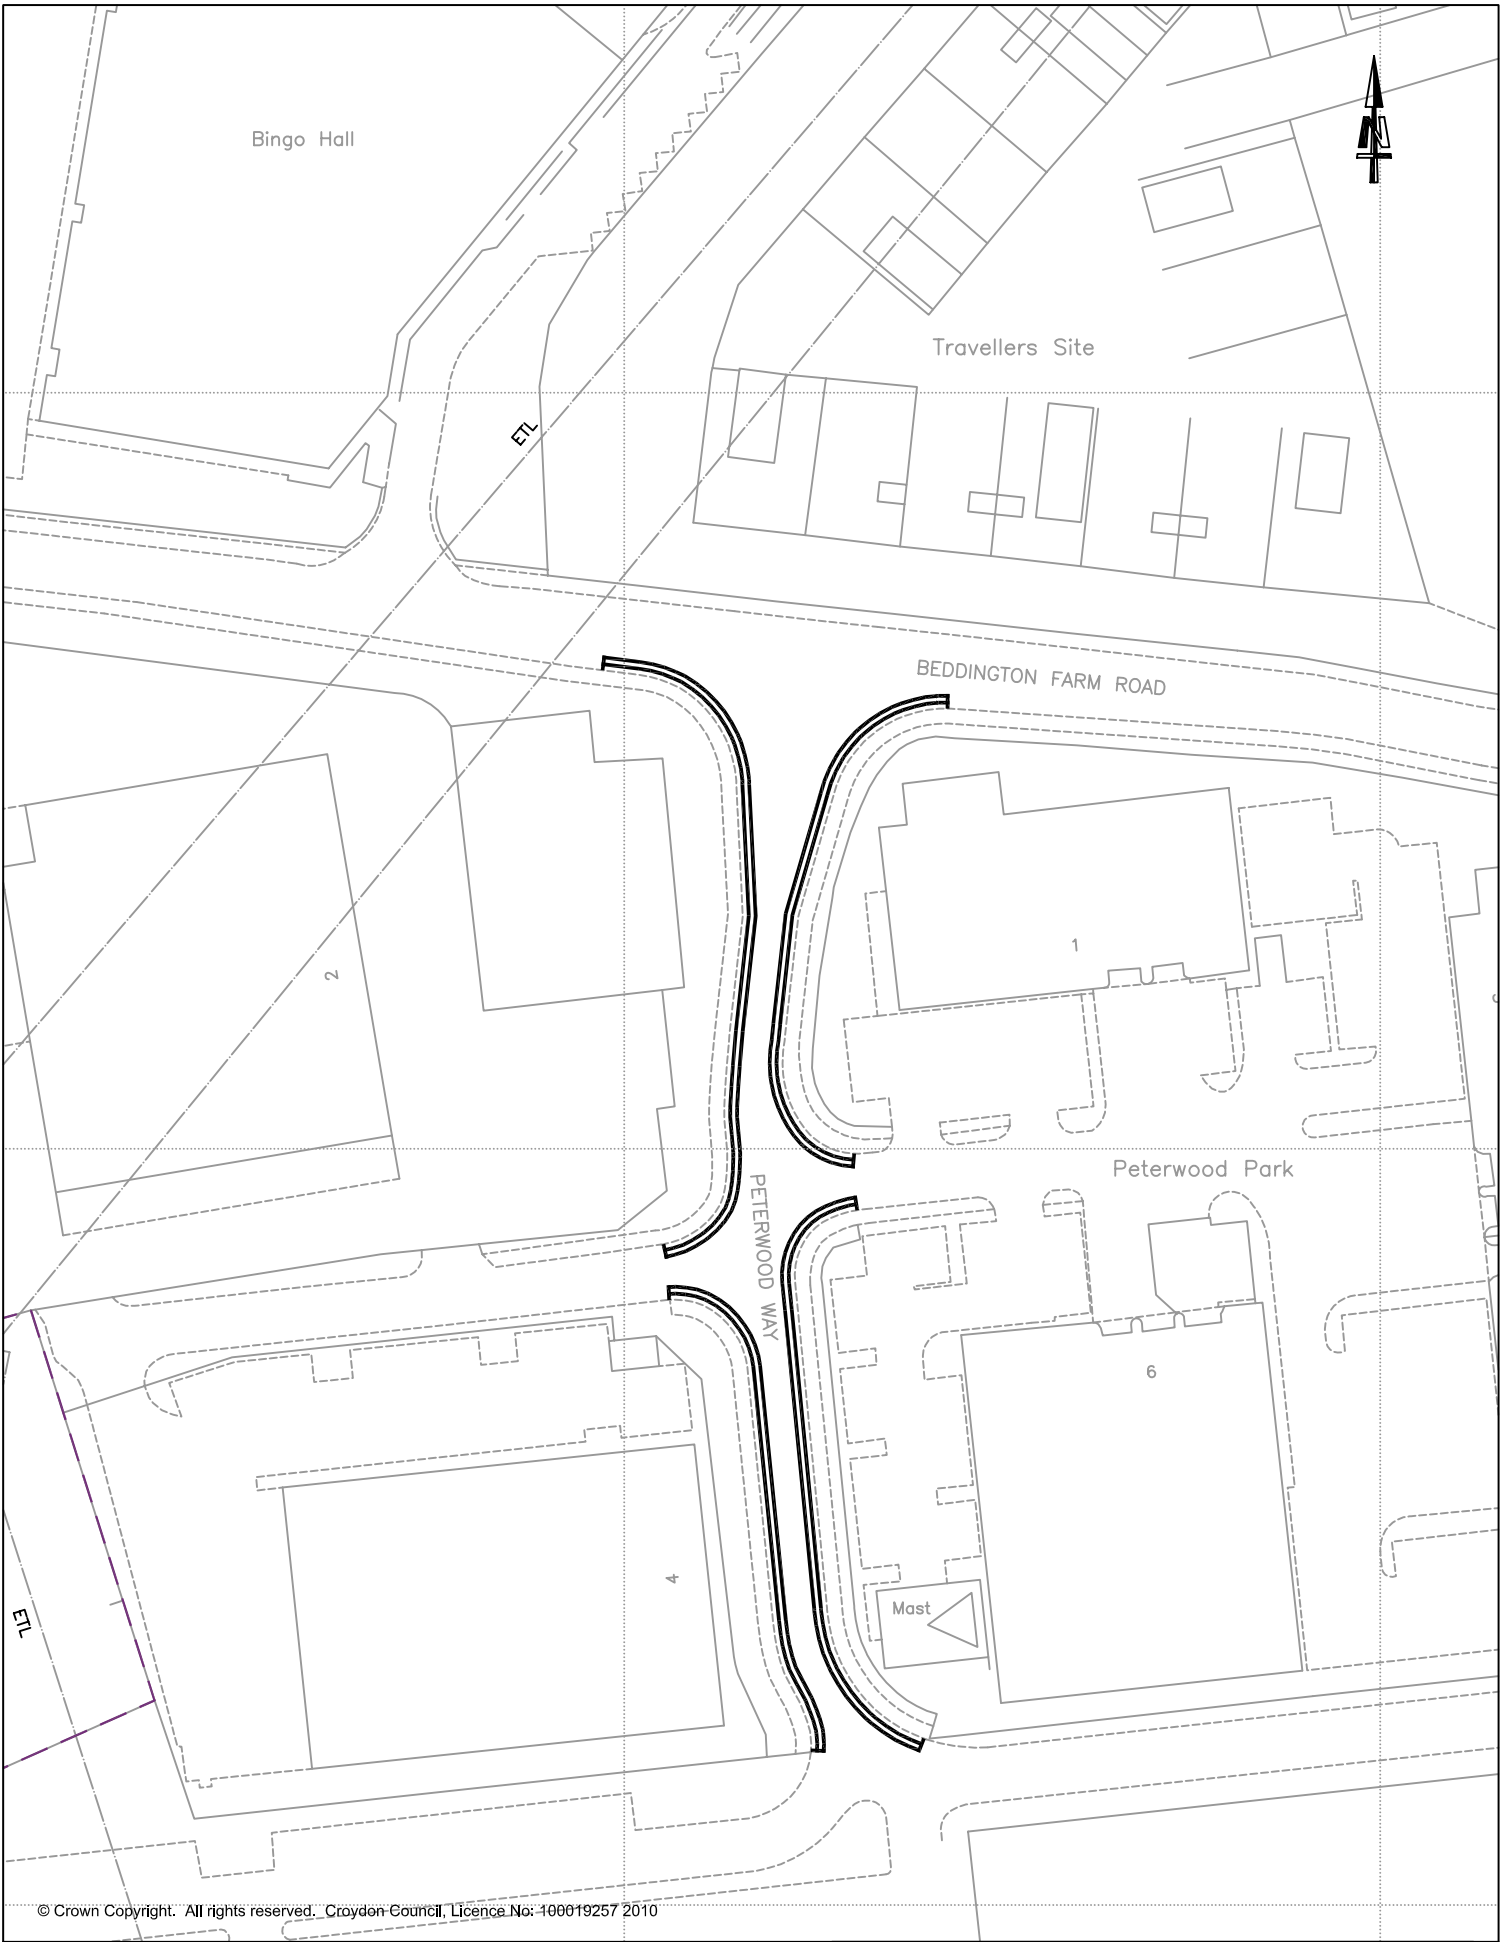 Bingo Hall
N
Travellers Site
ETL
BEDDINGTON FARM ROAD
1
2
Peterwood Park
PETERWOOD WAY
6
4
Mast
ETL
© Crown Copyright. All rights reserved. Croydon Council, Licence No: 100019257 2010